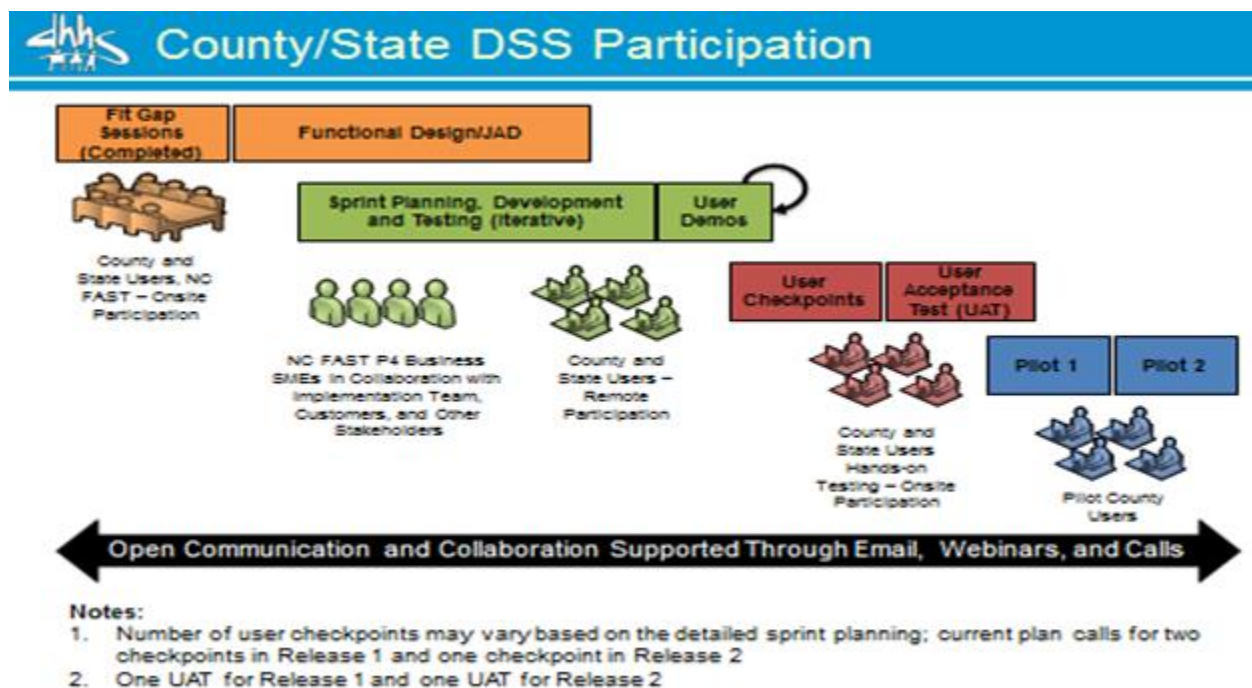 dhhs
County/State DSS Participation
Fit Gap
Sessions
(Completed)
Functional Design/JAD
Sprint Planning, Development
and Testing (Iterative)
User
Demos
County and
State Users, NC
FAST – Onsite
Participation
User
Checkpoints
User
Acceptance
Test (UAT)
NC FAST P4 Business
SMEs in Collaboration with
Implementation Team,
Customers, and Other
Stakeholders
County and
State Users –
Remote
Participation
Pilot 1
Pilot 2
County and
State Users
Hands-on
Testing – Onsite
Participation
Pilot County
Users
Open Communication and Collaboration Supported Through Email, Webinars, and Calls
Notes:
1. Number of user checkpoints may vary based on the detailed sprint planning; current plan calls for two
checkpoints in Release 1 and one checkpoint in Release 2
2. One UAT for Release 1 and one UAT for Release 2